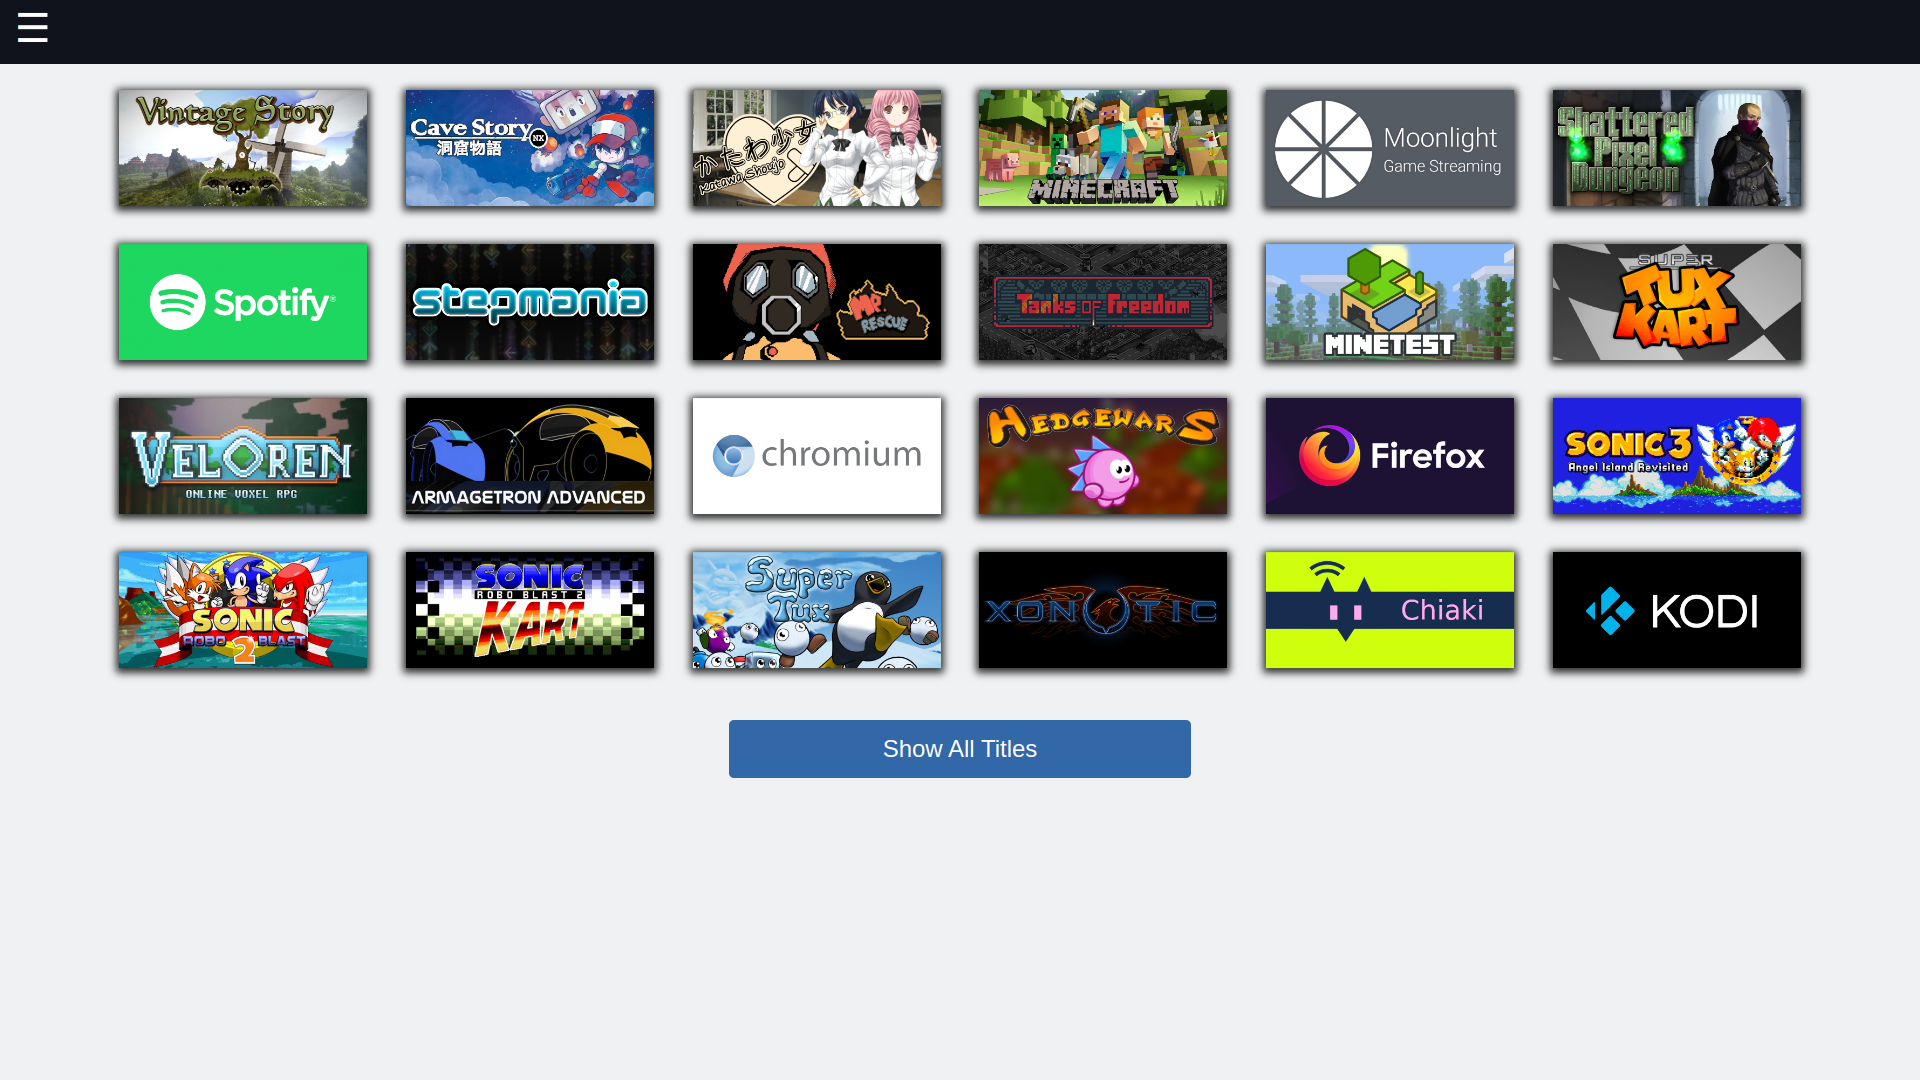 Vintage Story
Cave Story NX
洞窟物語
かたわ少女
Katawa Shoujo
MINECRAFT
Moonlight
Game Streaming
Shattered
Pixel
Dungeon
Spotify®
stepmania
MR.
RESCUE
Tanks of Freedom
MINETEST
SUPER
TUX
KART
VELOREN
ONLINE VOXEL RPG
ARMAGETRON ADVANCED
chromium
HEDGEWARS
Firefox
SONIC 3
Angel Island Revisited
SONIC
ROBO BLAST
2
SONIC
ROBO BLAST 2
KART
Super
Tux
XONOTIC
Chiaki
KODI
Show All Titles